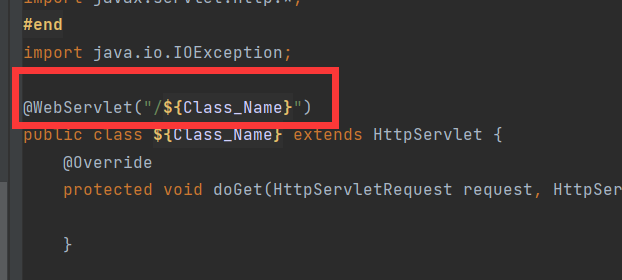 import javax.servlet.http.*;
#end
import java.io.IOException;
@WebServlet("/${Class_Name}")
public class ${Class_Name} extends HttpServlet {
@Override
protected void doGet(HttpServletRequest request, HttpSer
}